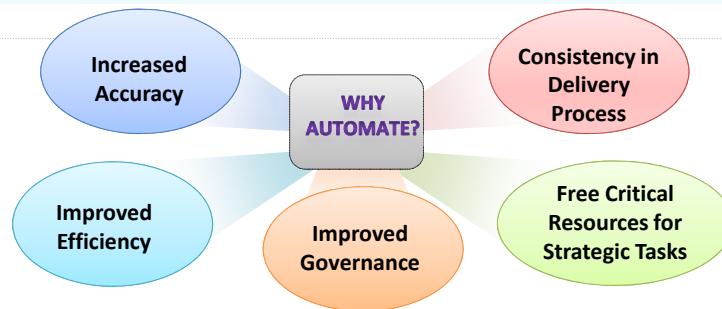 Increased
Accuracy
WHY
AUTOMATE?
Consistency in
Delivery
Process
Improved
Efficiency
Improved
Governance
Free Critical
Resources for
Strategic Tasks